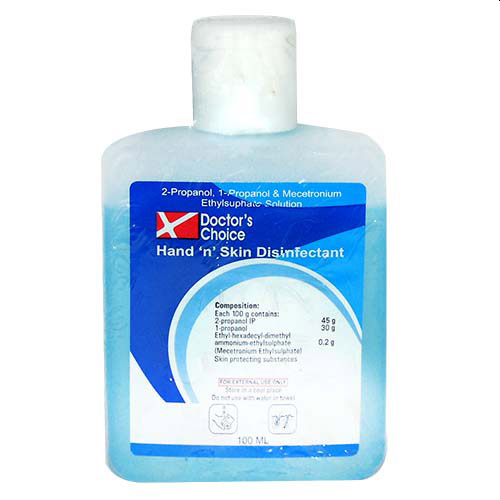 2-Propanol, 1-Propanol & Mecetronium
Ethylsuphate Solution
Doctor's
Choice
Hand 'n' Skin Disinfectant
Composition:
Each 100 g contains:
2-propanol IP 45 g
1-propanol 30 g
Ethyl-hexadecyl-dimethyl
ammonium-ethylsulphate 0.2 g
(Mecetronium Ethylsulphate)
Skin protecting substances
FOR EXTERNAL USE ONLY
Store in a cool place
Do not use with water or towel
100 ML